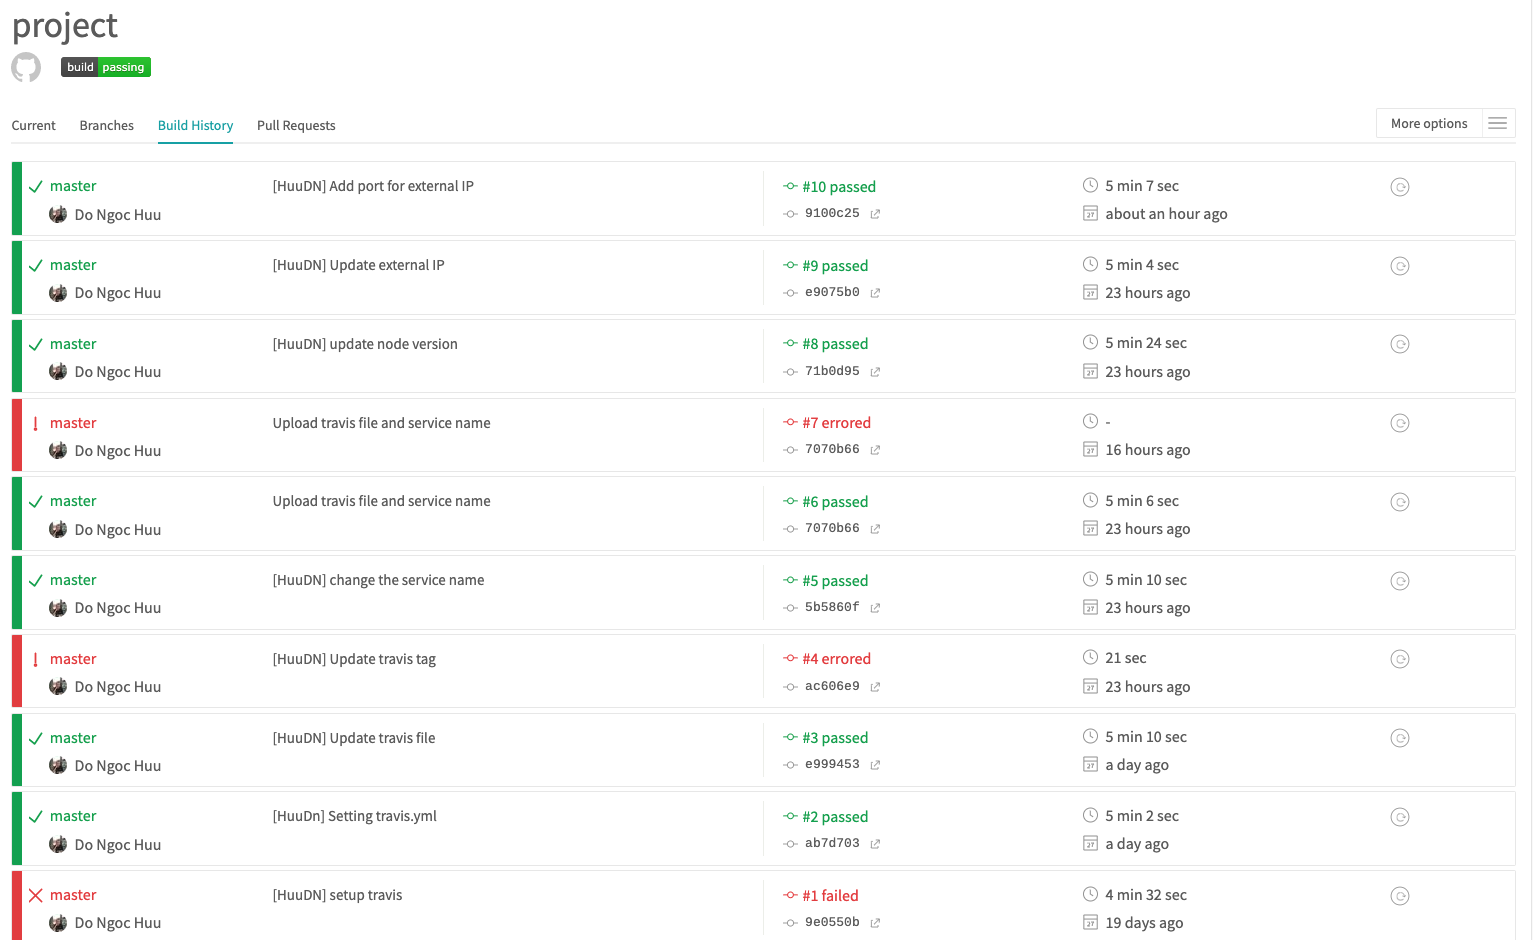 project
build passing
Current Branches Build History Pull Requests More options
master [HuuDN] Add port for external IP #10 passed 5 min 7 sec
Do Ngoc Huu 9100c25 about an hour ago
master [HuuDN] Update external IP #9 passed 5 min 4 sec
Do Ngoc Huu e9075b0 23 hours ago
master [HuuDN] update node version #8 passed 5 min 24 sec
Do Ngoc Huu 71b0d95 23 hours ago
master Upload travis file and service name #7 errored -
Do Ngoc Huu 7070b66 16 hours ago
master Upload travis file and service name #6 passed 5 min 6 sec
Do Ngoc Huu 7070b66 23 hours ago
master [HuuDN] change the service name #5 passed 5 min 10 sec
Do Ngoc Huu 5b5860f 23 hours ago
master [HuuDN] Update travis tag #4 errored 21 sec
Do Ngoc Huu ac606e9 23 hours ago
master [HuuDN] Update travis file #3 passed 5 min 10 sec
Do Ngoc Huu e999453 a day ago
master [HuuDn] Setting travis.yml #2 passed 5 min 2 sec
Do Ngoc Huu ab7d703 a day ago
master [HuuDN] setup travis #1 failed 4 min 32 sec
Do Ngoc Huu 9e0550b 19 days ago